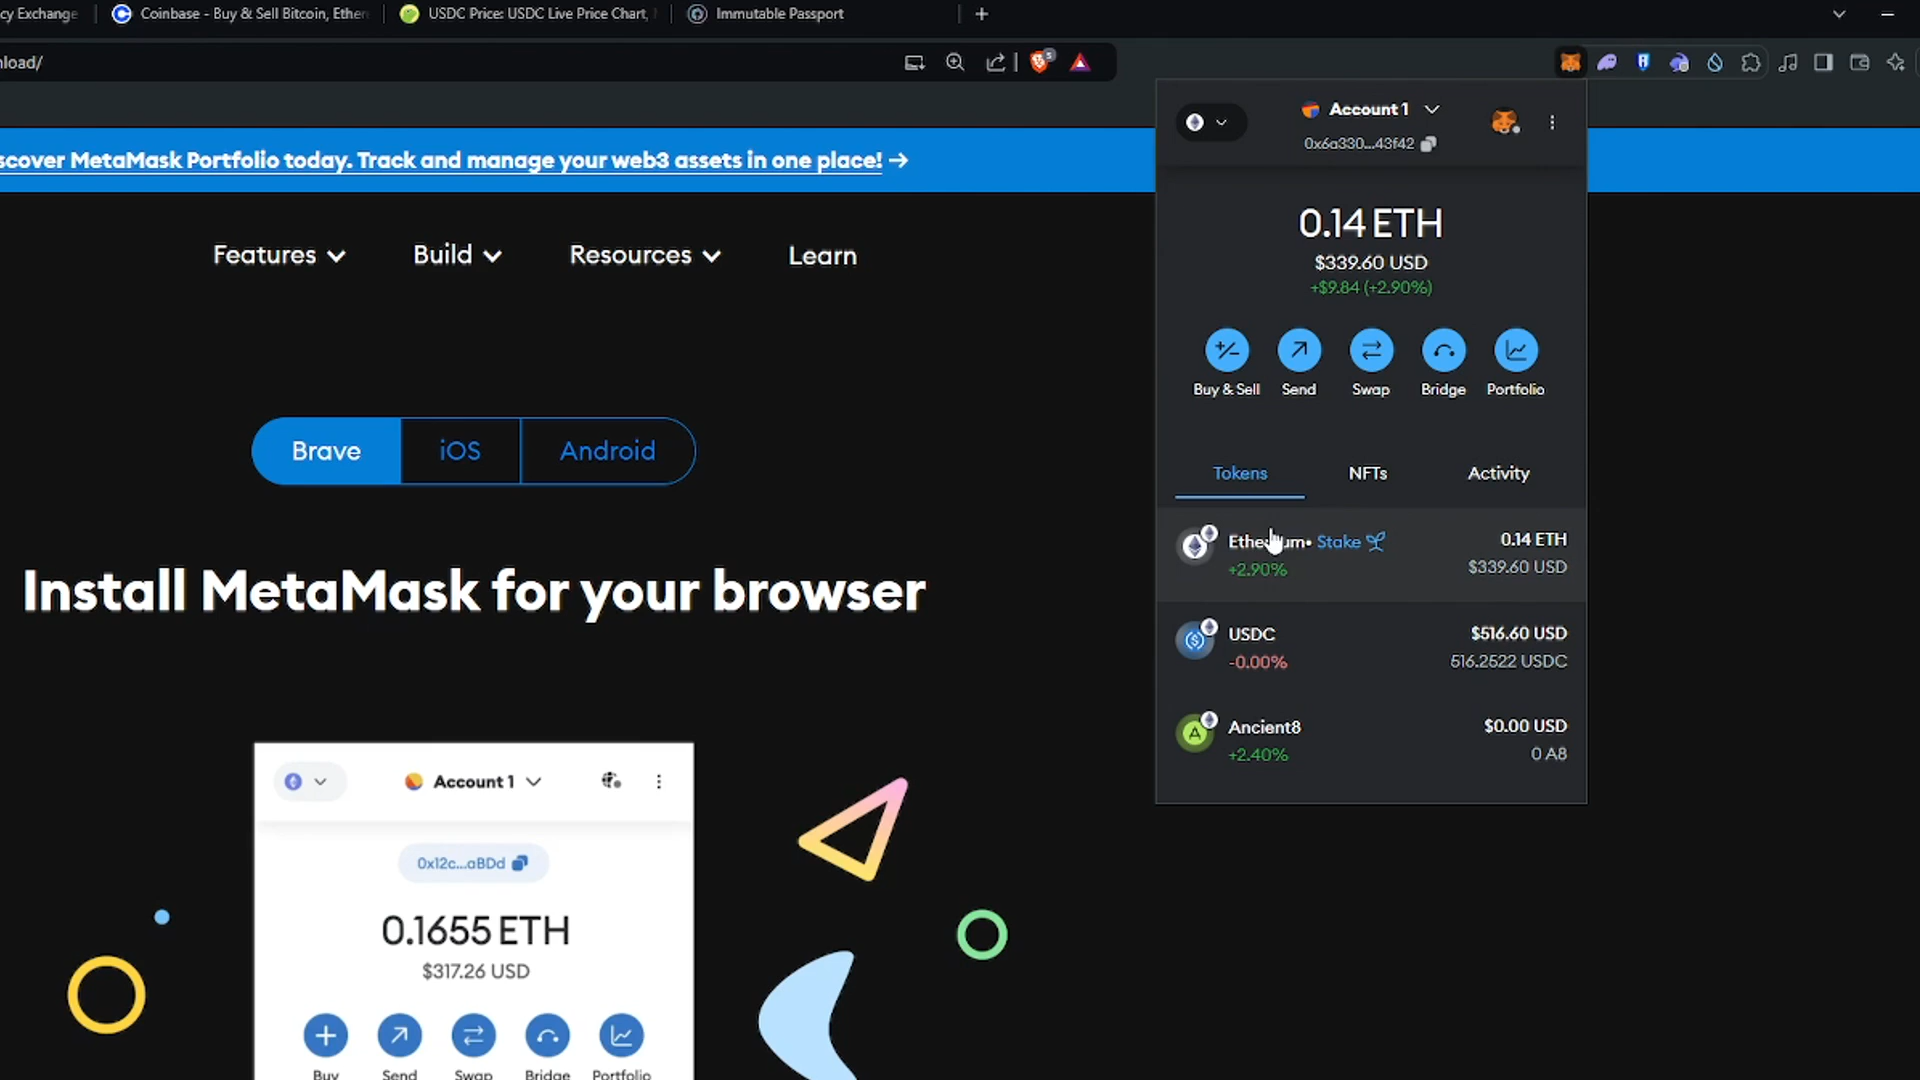 cy Exchange
Coinbase - Buy & Sell Bitcoin, Ether
USDC Price: USDC Live Price Chart,
Immutable Passport
nload/
5
scover MetaMask Portfolio today. Track and manage your web3 assets in one place! →
Features
Build
Resources
Learn
Brave
iOS
Android
Install MetaMask for your browser
Account 1
0x12c...aBDd
0.1655 ETH
$317.26 USD
Buy
Send
Swap
Bridge
Portfolio
Account 1
0x6a330...43f42
0.14 ETH
$339.60 USD
+$9.84 (+2.90%)
Buy & Sell
Send
Swap
Bridge
Portfolio
Tokens
NFTs
Activity
Ethereum • Stake
0.14 ETH
+2.90%
$339.60 USD
USDC
$516.60 USD
-0.00%
516.2522 USDC
Ancient8
$0.00 USD
+2.40%
0 A8